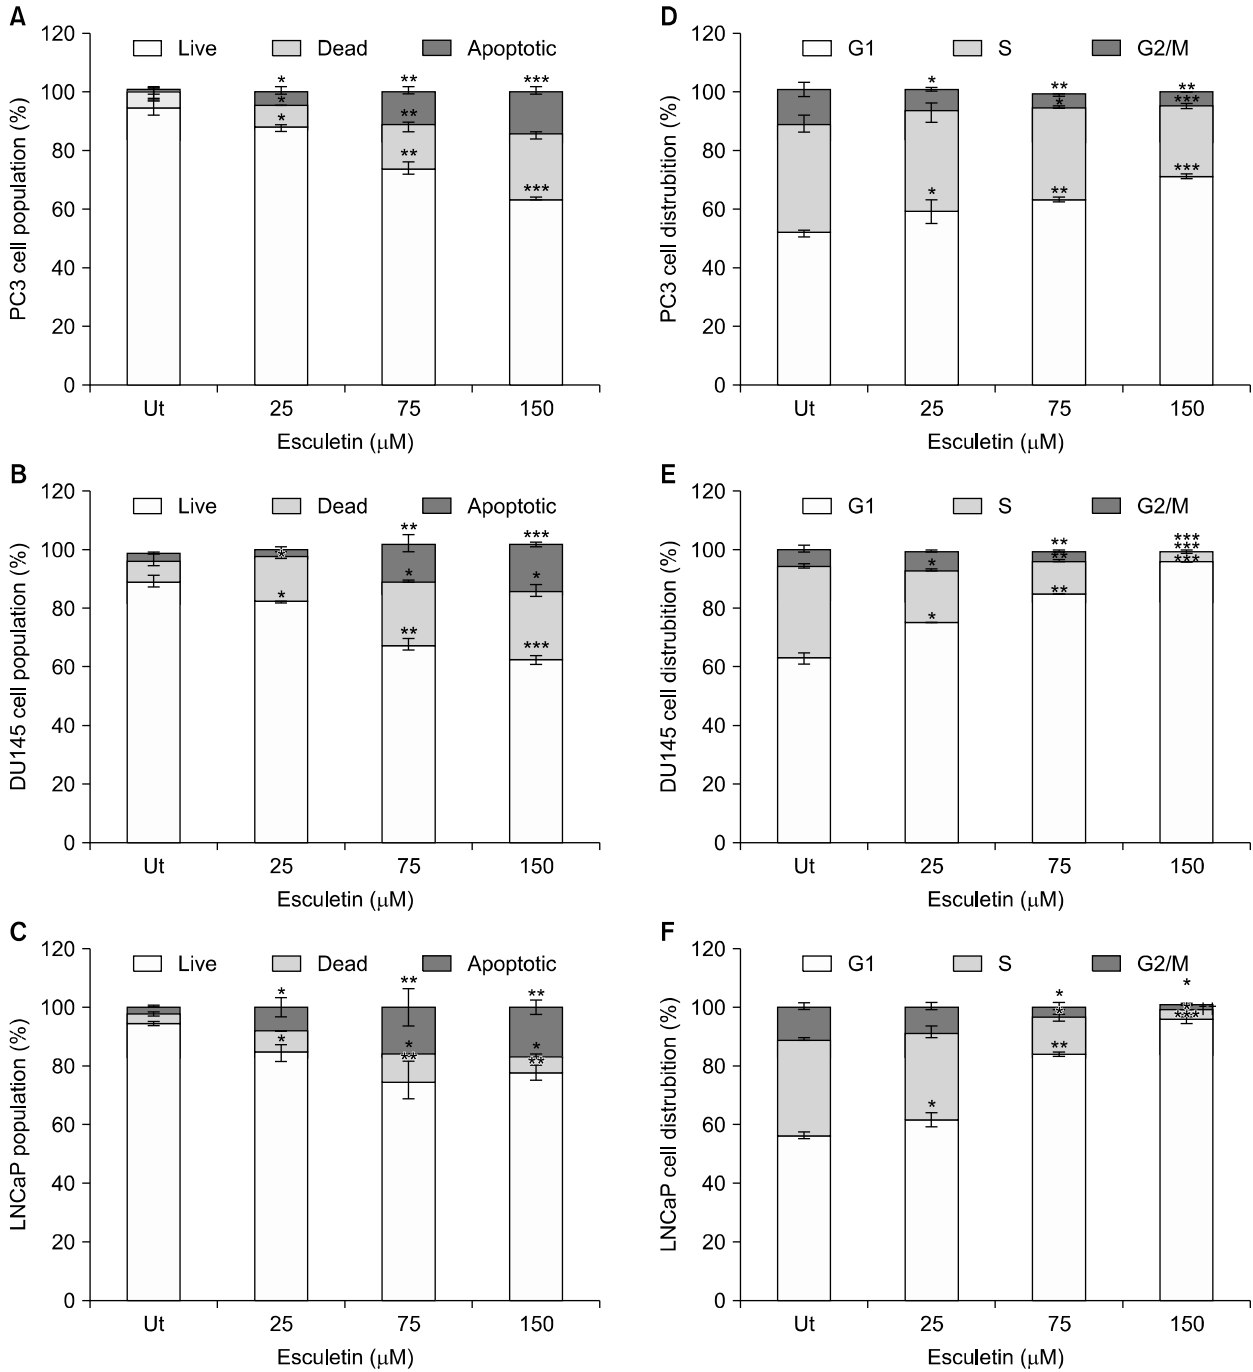 A
120
Live Dead Apoptotic
100
80
60
40
20
0
PC3 cell population (%)
* ** ***
*
* **
**
***
Ut 25 75 150
Esculetin (μM)
D
120
G1 S G2/M
100
80
60
40
20
0
PC3 cell distrubition (%)
* ** **
* ***
* ** ***
Ut 25 75 150
Esculetin (μM)
B
120
Live Dead Apoptotic
100
80
60
40
20
0
DU145 cell population (%)
** ***
*
* *
* ** ***
Ut 25 75 150
Esculetin (μM)
E
120
G1 S G2/M
100
80
60
40
20
0
DU145 cell distrubition (%)
** ***
* ** ***
***
* **
Ut 25 75 150
Esculetin (μM)
C
120
Live Dead Apoptotic
100
80
60
40
20
0
LNCaP population (%)
* ** **
* * *
** **
Ut 25 75 150
Esculetin (μM)
F
120
G1 S G2/M
100
80
60
40
20
0
LNCaP cell distrubition (%)
* *
* * ‡‡
***
* **
Ut 25 75 150
Esculetin (μM)